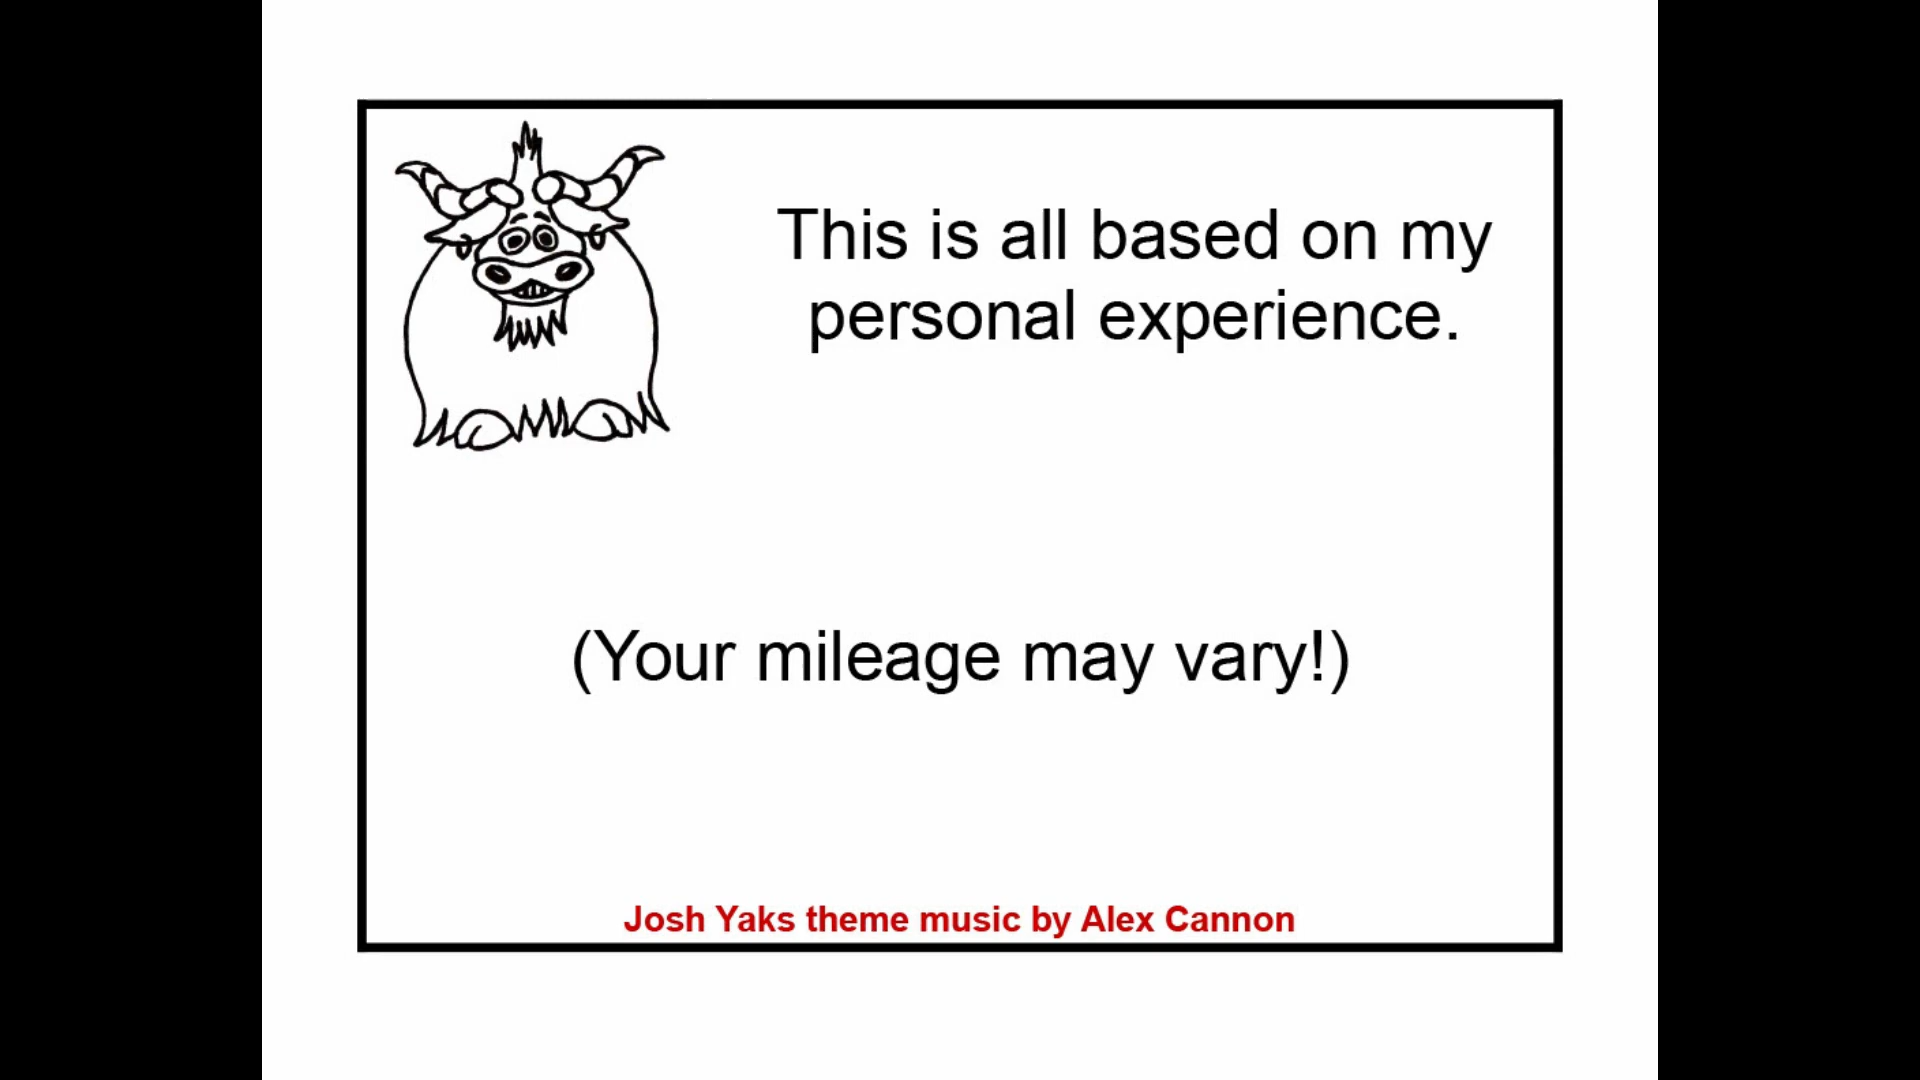 This is all based on my
personal experience.
(Your mileage may vary!)
Josh Yaks theme music by Alex Cannon